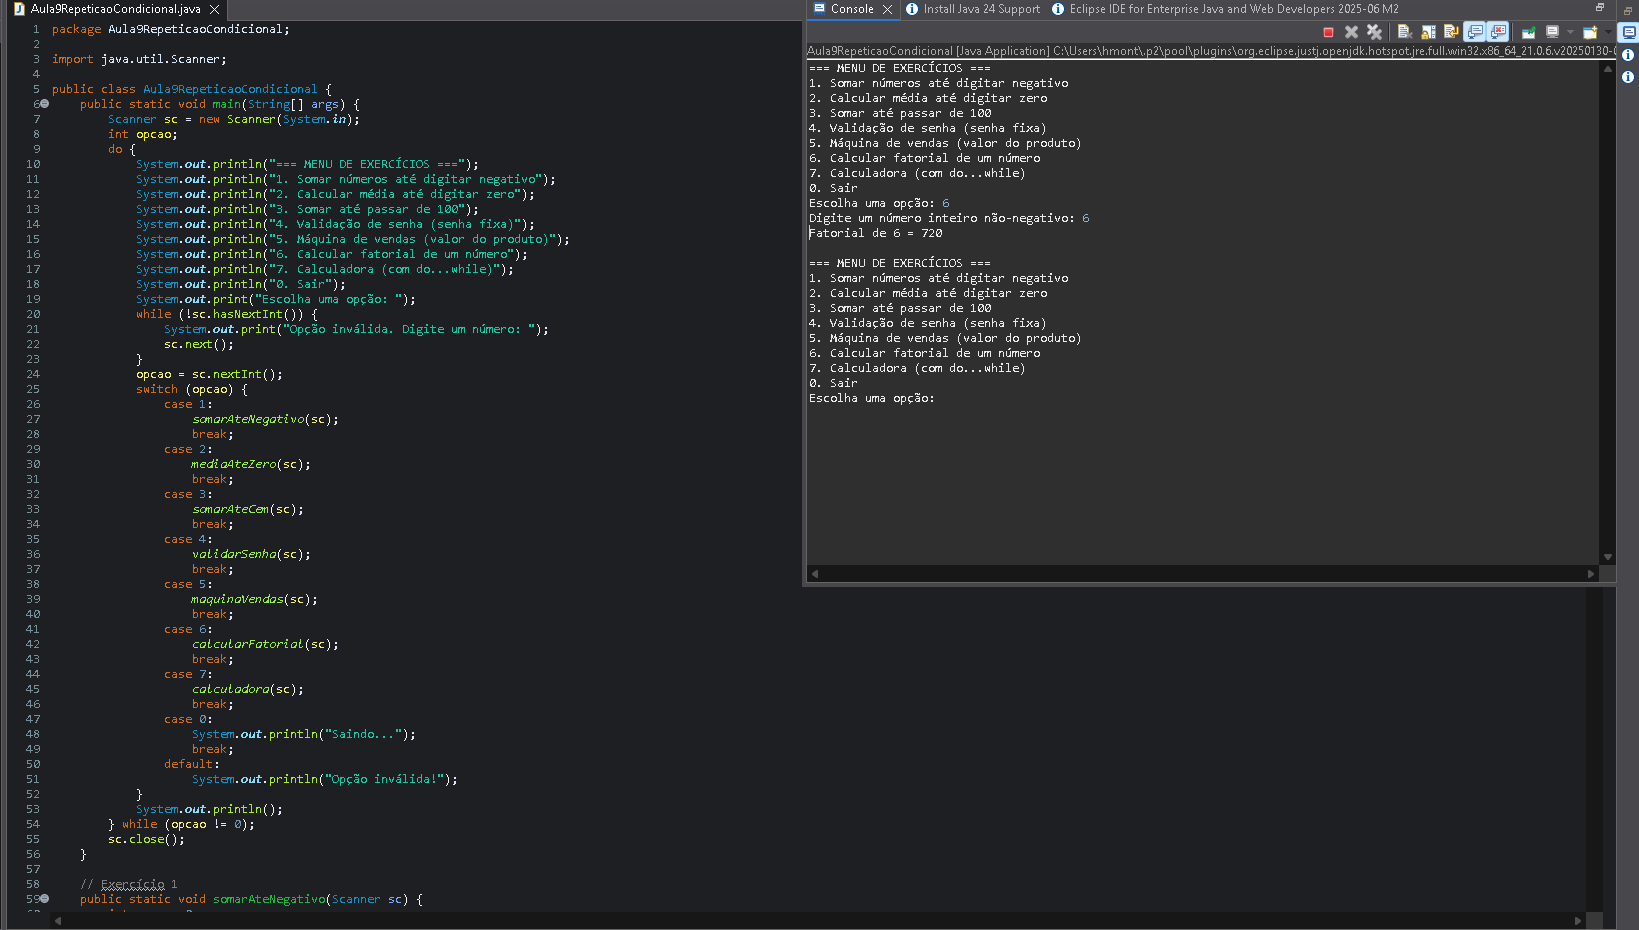 Aula9RepeticaoCondicional.java
1 package Aula9RepeticaoCondicional;
2
3 import java.util.Scanner;
4
5 public class Aula9RepeticaoCondicional {
6 public static void main(String[] args) {
7 Scanner sc = new Scanner(System.in);
8 int opcao;
9 do {
10 System.out.println("=== MENU DE EXERCÍCIOS ===");
11 System.out.println("1. Somar números até digitar negativo");
12 System.out.println("2. Calcular média até digitar zero");
13 System.out.println("3. Somar até passar de 100");
14 System.out.println("4. Validação de senha (senha fixa)");
15 System.out.println("5. Máquina de vendas (valor do produto)");
16 System.out.println("6. Calcular fatorial de um número");
17 System.out.println("7. Calculadora (com do...while)");
18 System.out.println("0. Sair");
19 System.out.print("Escolha uma opção: ");
20 while (!sc.hasNextInt()) {
21 System.out.print("Opção inválida. Digite um número: ");
22 sc.next();
23 }
24 opcao = sc.nextInt();
25 switch (opcao) {
26 case 1:
27 somarAteNegativo(sc);
28 break;
29 case 2:
30 mediaAteZero(sc);
31 break;
32 case 3:
33 somarAteCem(sc);
34 break;
35 case 4:
36 validarSenha(sc);
37 break;
38 case 5:
39 maquinaVendas(sc);
40 break;
41 case 6:
42 calcularFatorial(sc);
43 break;
44 case 7:
45 calculadora(sc);
46 break;
47 case 0:
48 System.out.println("Saindo...");
49 break;
50 default:
51 System.out.println("Opção inválida!");
52 }
53 System.out.println();
54 } while (opcao != 0);
55 sc.close();
56 }
57
58 // Exercício 1
59 public static void somarAteNegativo(Scanner sc) {
Console
Install Java 24 Support
Eclipse IDE for Enterprise Java and Web Developers 2025-06 M2
Aula9RepeticaoCondicional [Java Application] C:\Users\hmont\.p2\pool\plugins\org.eclipse.justj.openjdk.hotspot.jre.full.win32.x86_64_21.0.6.v20250130-
=== MENU DE EXERCÍCIOS ===
1. Somar números até digitar negativo
2. Calcular média até digitar zero
3. Somar até passar de 100
4. Validação de senha (senha fixa)
5. Máquina de vendas (valor do produto)
6. Calcular fatorial de um número
7. Calculadora (com do...while)
0. Sair
Escolha uma opção: 6
Digite um número inteiro não-negativo: 6
Fatorial de 6 = 720
=== MENU DE EXERCÍCIOS ===
1. Somar números até digitar negativo
2. Calcular média até digitar zero
3. Somar até passar de 100
4. Validação de senha (senha fixa)
5. Máquina de vendas (valor do produto)
6. Calcular fatorial de um número
7. Calculadora (com do...while)
0. Sair
Escolha uma opção: